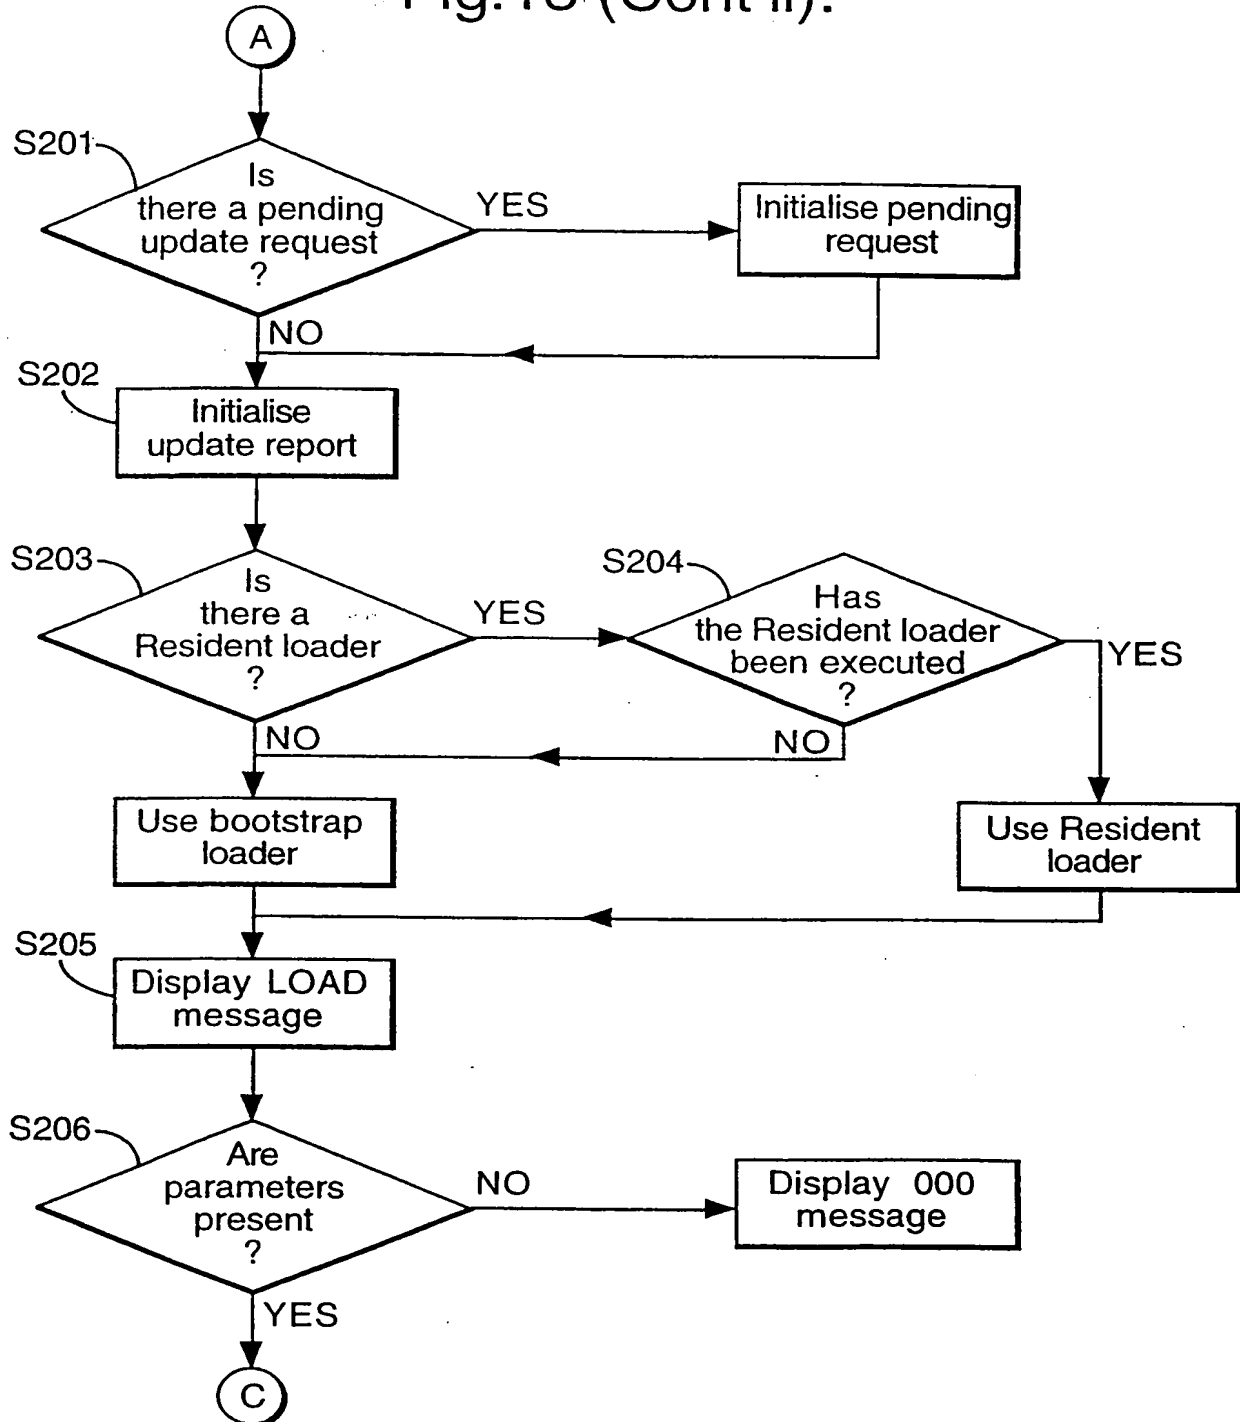 (Cont'II).
A
S201
Is
there a pending
update request
?
YES
Initialise pending
request
NO
S202
Initialise
update report
S203
Is
there a
Resident loader
?
YES
S204
Has
the Resident loader
been executed
?
YES
NO
NO
Use bootstrap
loader
Use Resident
loader
S205
Display LOAD
message
S206
Are
parameters
present
?
NO
Display 000
message
YES
C